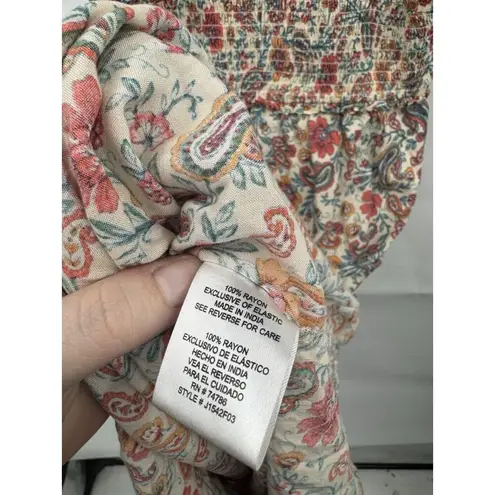 100% RAYON
EXCLUSIVE OF ELASTIC
MADE IN INDIA
SEE REVERSE FOR CARE
100% RAYON
EXCLUSIVO DE ELÁSTICO
HECHO EN INDIA
VEA EL REVERSO
PARA EL CUIDADO
RN # 74786
STYLE # J1542F03